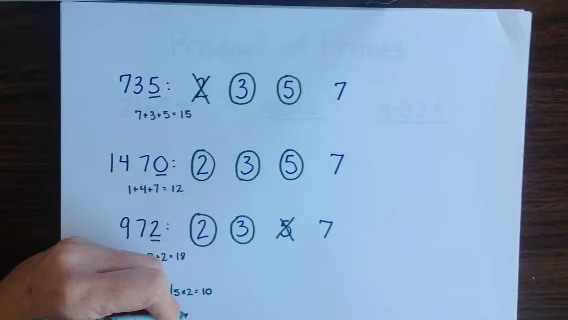 Product of Primes
735: 2 3 5 7
7+3+5=15
1470: 2 3 5 7
1+4+7=12
972: 2 3 5 7
+2=18
5×2=10